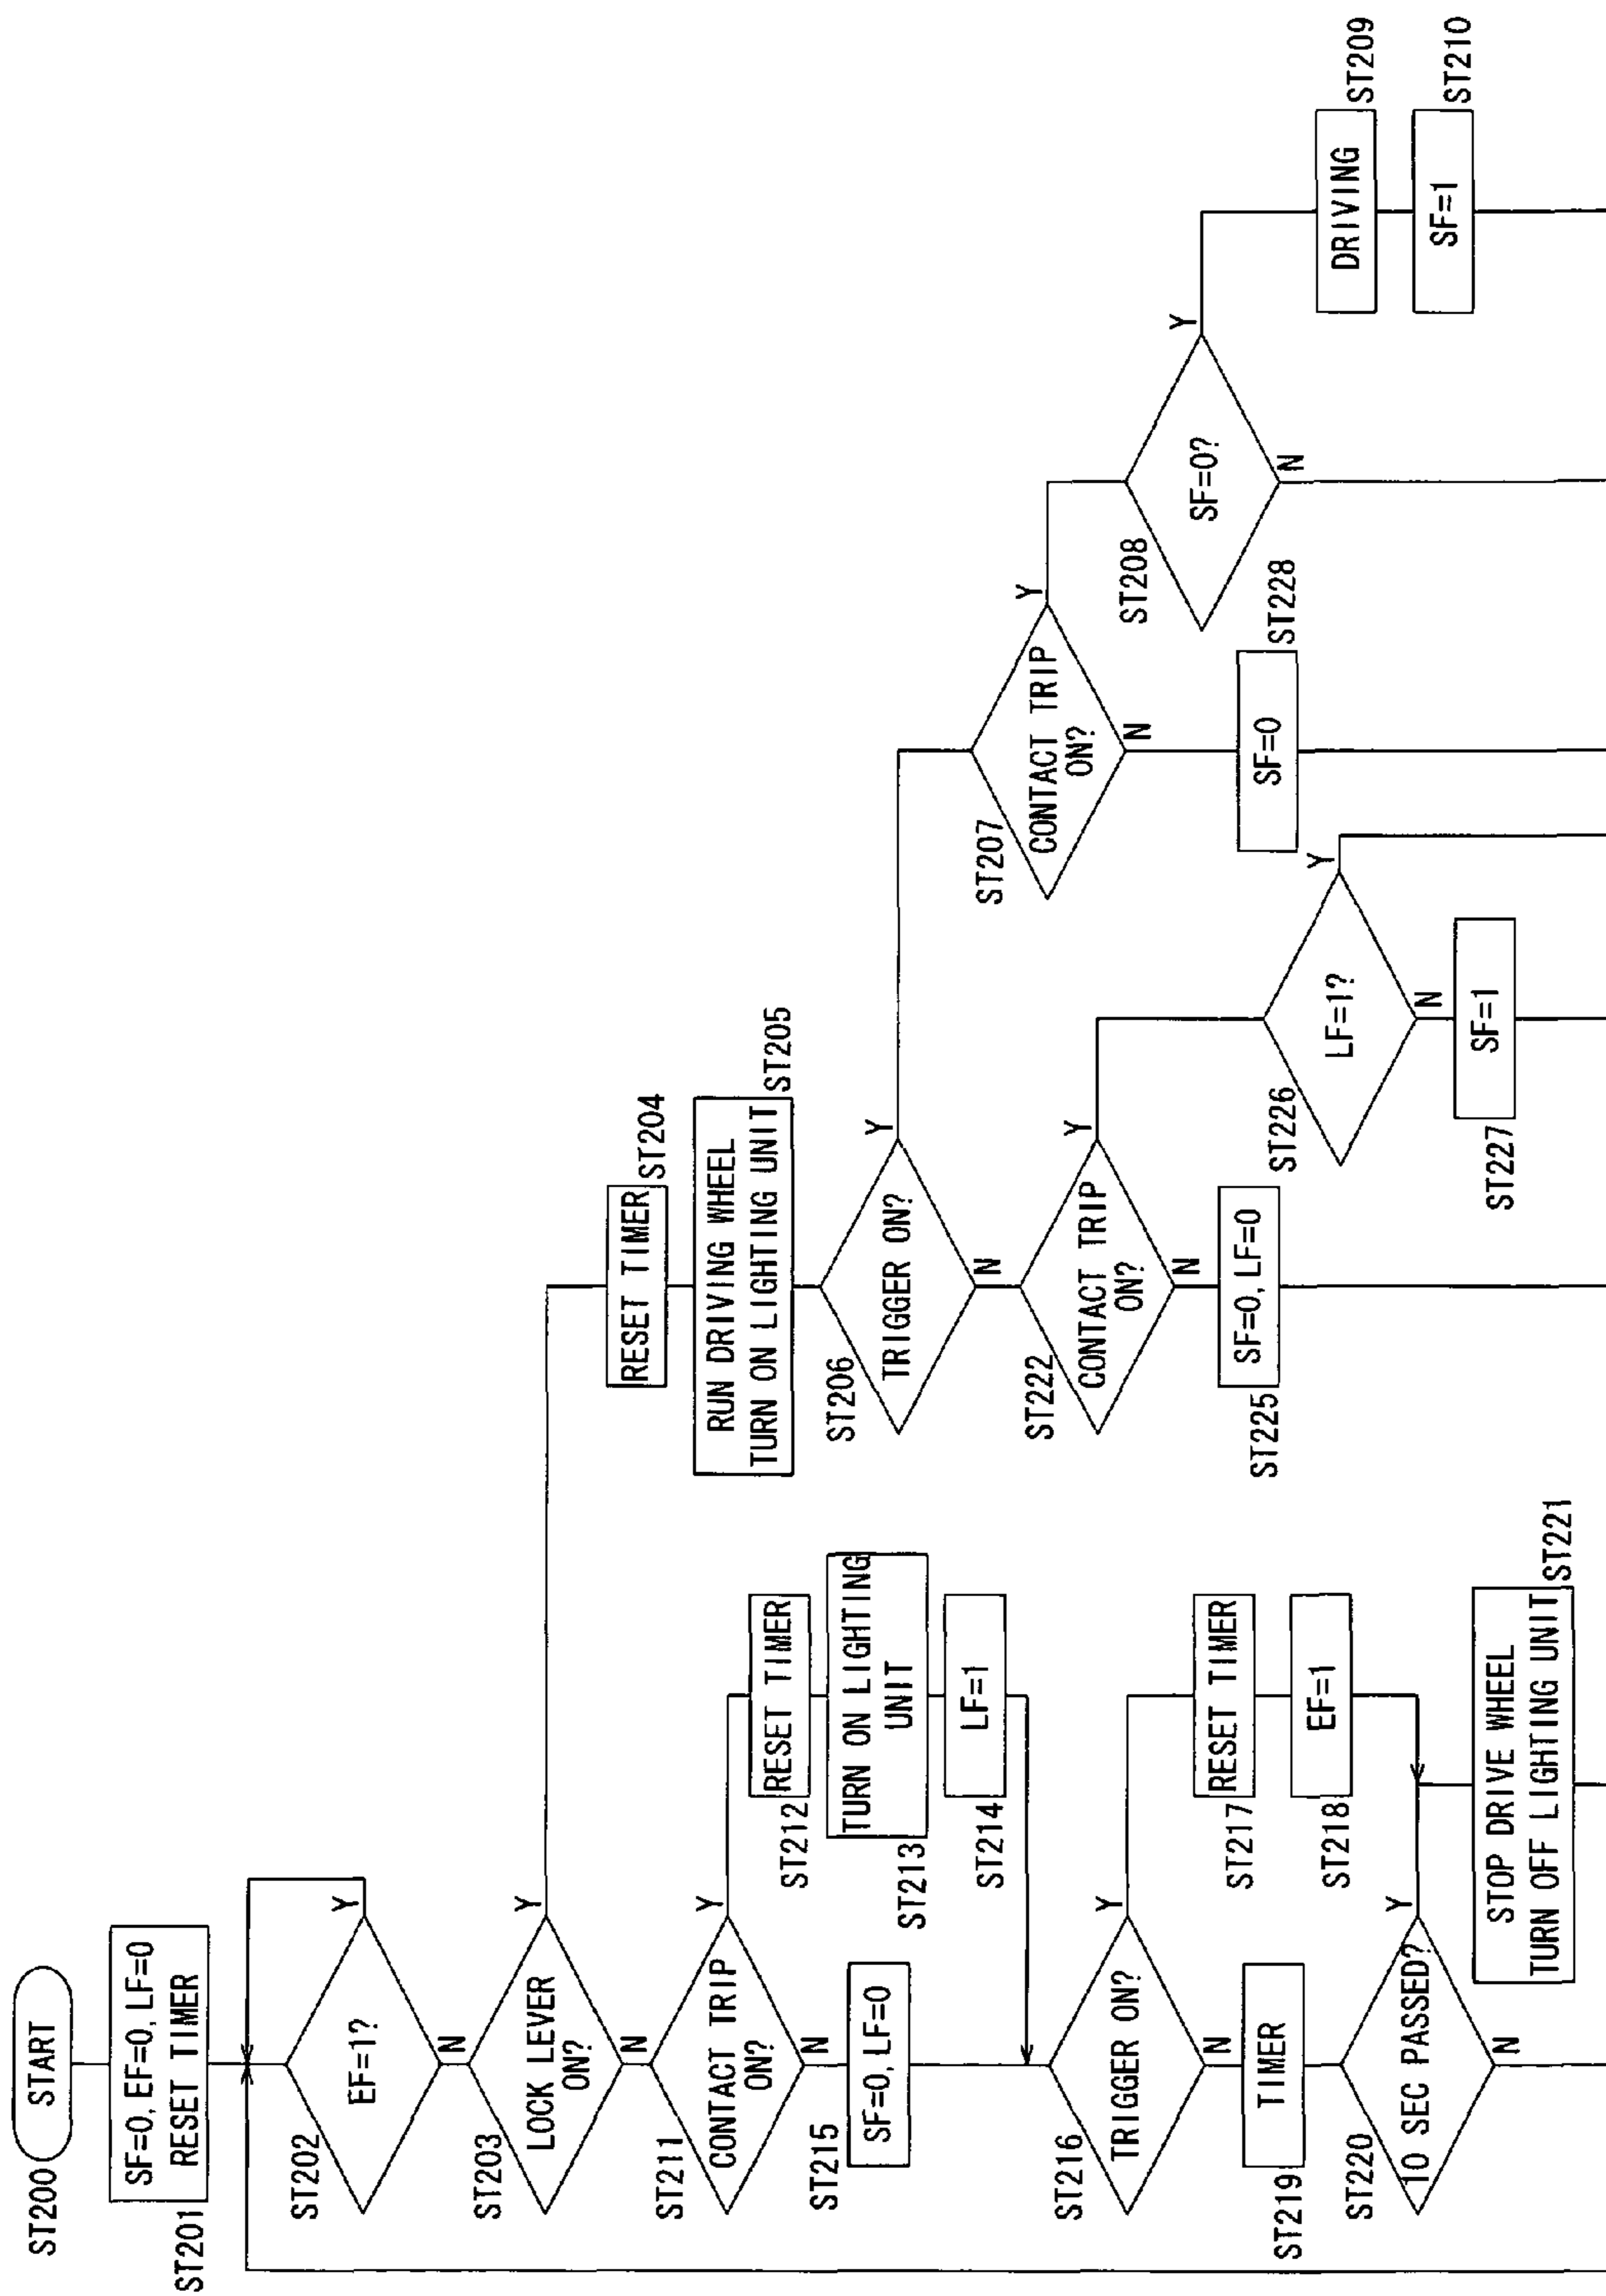 ST200
START
ST201
SF=0, EF=0, LF=0
RESET TIMER
ST202
EF=1?
Y
N
ST203
LOCK LEVER
ON?
Y
N
RESET TIMER
ST204
RUN DRIVING WHEEL
TURN ON LIGHTING UNIT
ST205
ST206
TRIGGER ON?
Y
N
ST207
CONTACT TRIP
ON?
Y
N
ST208
SF=0?
Y
N
DRIVING
ST209
SF=1
ST210
ST211
CONTACT TRIP
ON?
Y
N
ST212
RESET TIMER
ST213
TURN ON LIGHTING
UNIT
ST214
LF=1
ST215
SF=0, LF=0
ST216
TRIGGER ON?
Y
N
ST217
RESET TIMER
ST218
EF=1
ST219
TIMER
ST220
10 SEC PASSED?
Y
N
STOP DRIVE WHEEL
TURN OFF LIGHTING UNIT
ST221
ST222
CONTACT TRIP
ON?
Y
N
ST225
SF=0, LF=0
ST226
LF=1?
Y
N
ST227
SF=1
SF=0
ST228